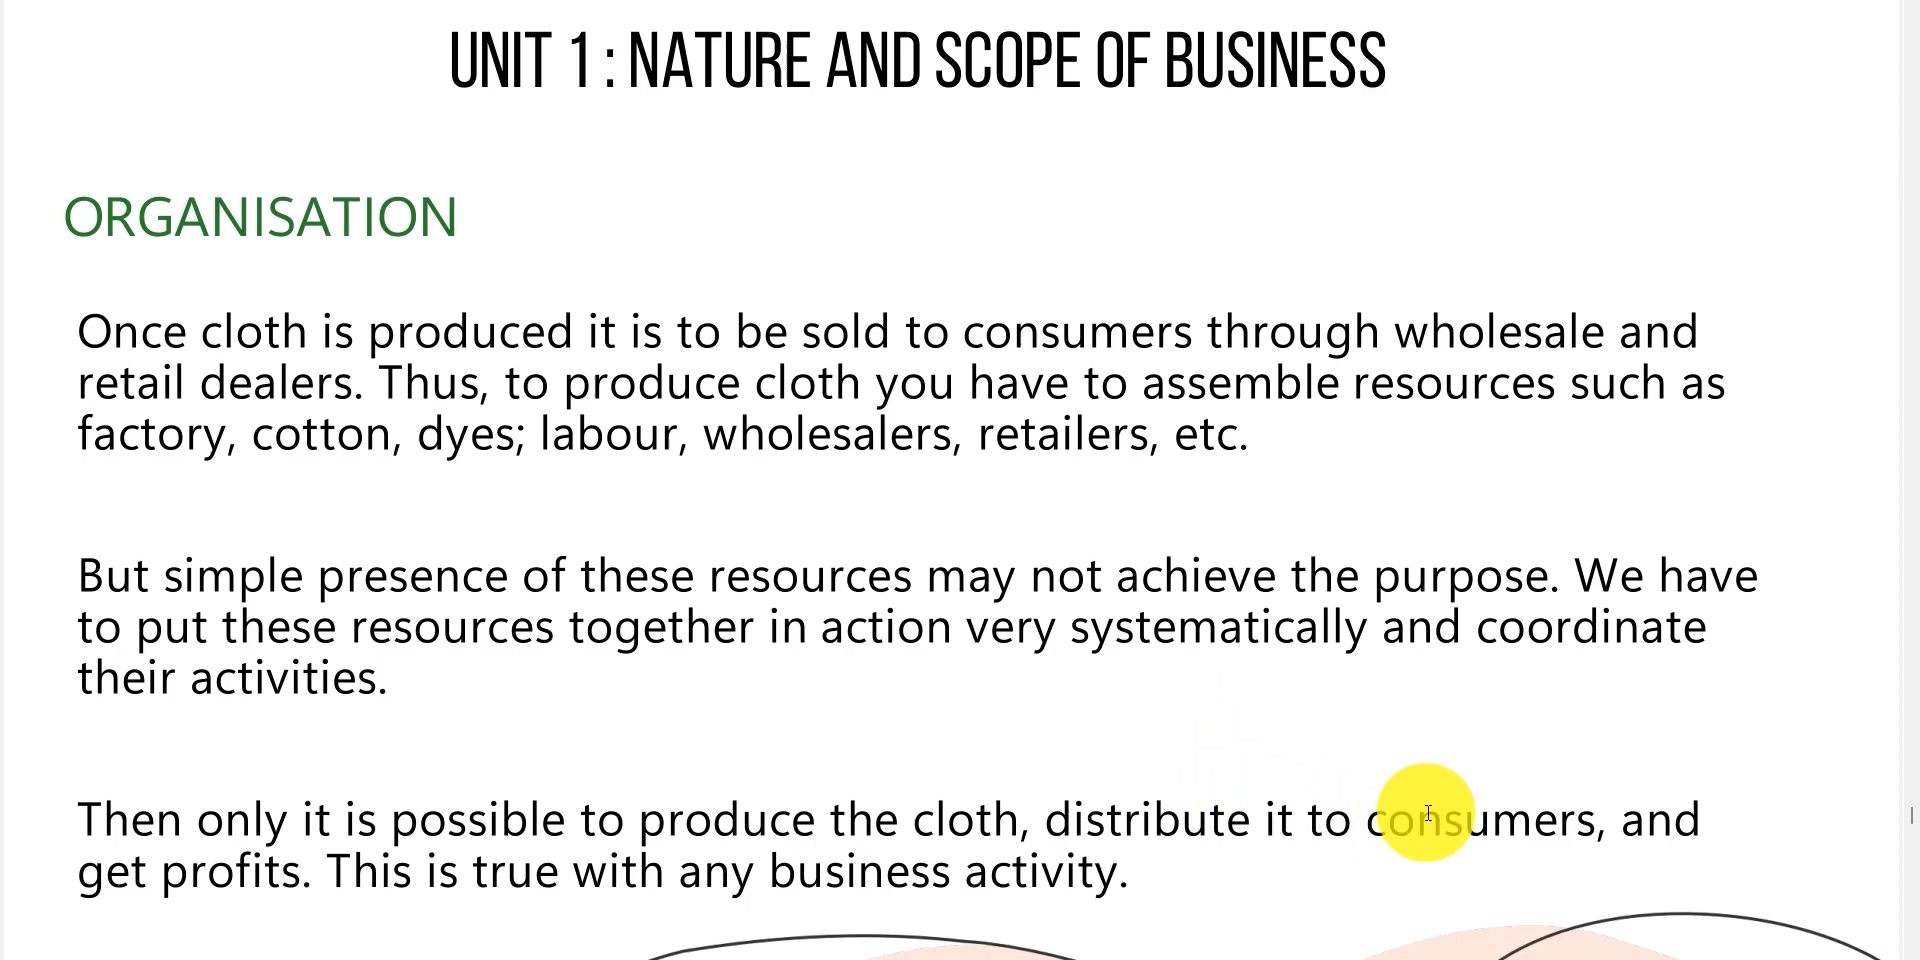 UNIT 1 : NATURE AND SCOPE OF BUSINESS
ORGANISATION
Once cloth is produced it is to be sold to consumers through wholesale and
retail dealers. Thus, to produce cloth you have to assemble resources such as
factory, cotton, dyes; labour, wholesalers, retailers, etc.
But simple presence of these resources may not achieve the purpose. We have
to put these resources together in action very systematically and coordinate
their activities.
Then only it is possible to produce the cloth, distribute it to consumers, and
get profits. This is true with any business activity.